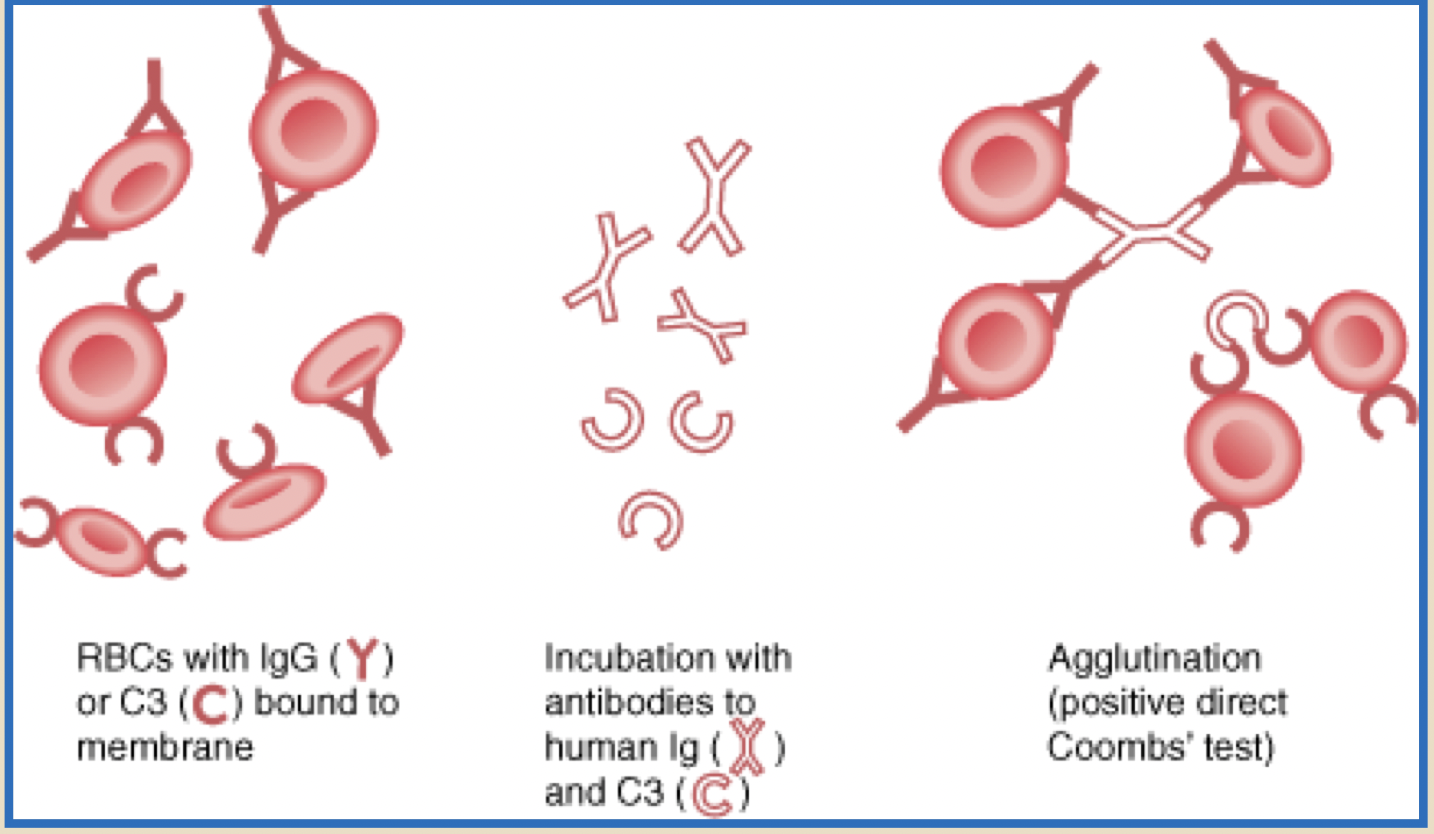 RBCs with IgG (Y)
or C3 (C) bound to
membrane
Incubation with
antibodies to
human Ig ( )
and C3 (C)
Agglutination
(positive direct
Coombs' test)